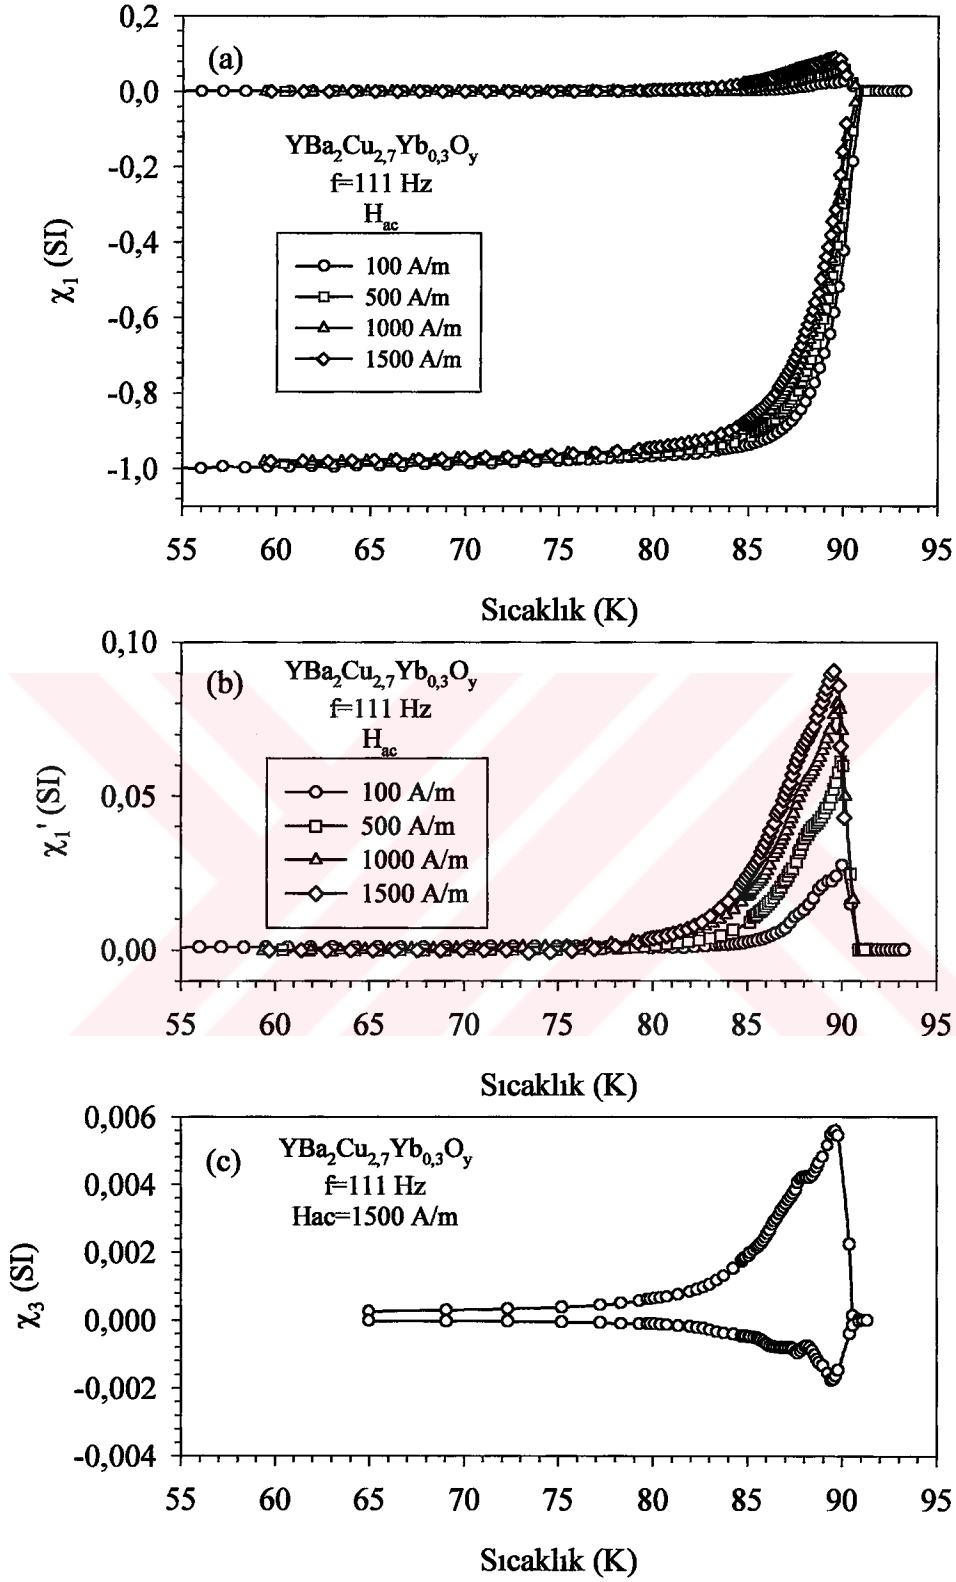 0,2
0,0
-0,2
-0,4
-0,6
-0,8
-1,0
χ₁ (SI)
(a)
YBa₂Cu₂,₇Yb₀,₃Oy
f=111 Hz
Hac
100 A/m
500 A/m
1000 A/m
1500 A/m
55 60 65 70 75 80 85 90 95
Sıcaklık (K)
0,10
0,05
0,00
χ₁' (SI)
(b)
YBa₂Cu₂,₇Yb₀,₃Oy
f=111 Hz
Hac
100 A/m
500 A/m
1000 A/m
1500 A/m
55 60 65 70 75 80 85 90 95
Sıcaklık (K)
0,006
0,004
0,002
0,000
-0,002
-0,004
χ₃ (SI)
(c)
YBa₂Cu₂,₇Yb₀,₃Oy
f=111 Hz
Hac=1500 A/m
55 60 65 70 75 80 85 90 95
Sıcaklık (K)